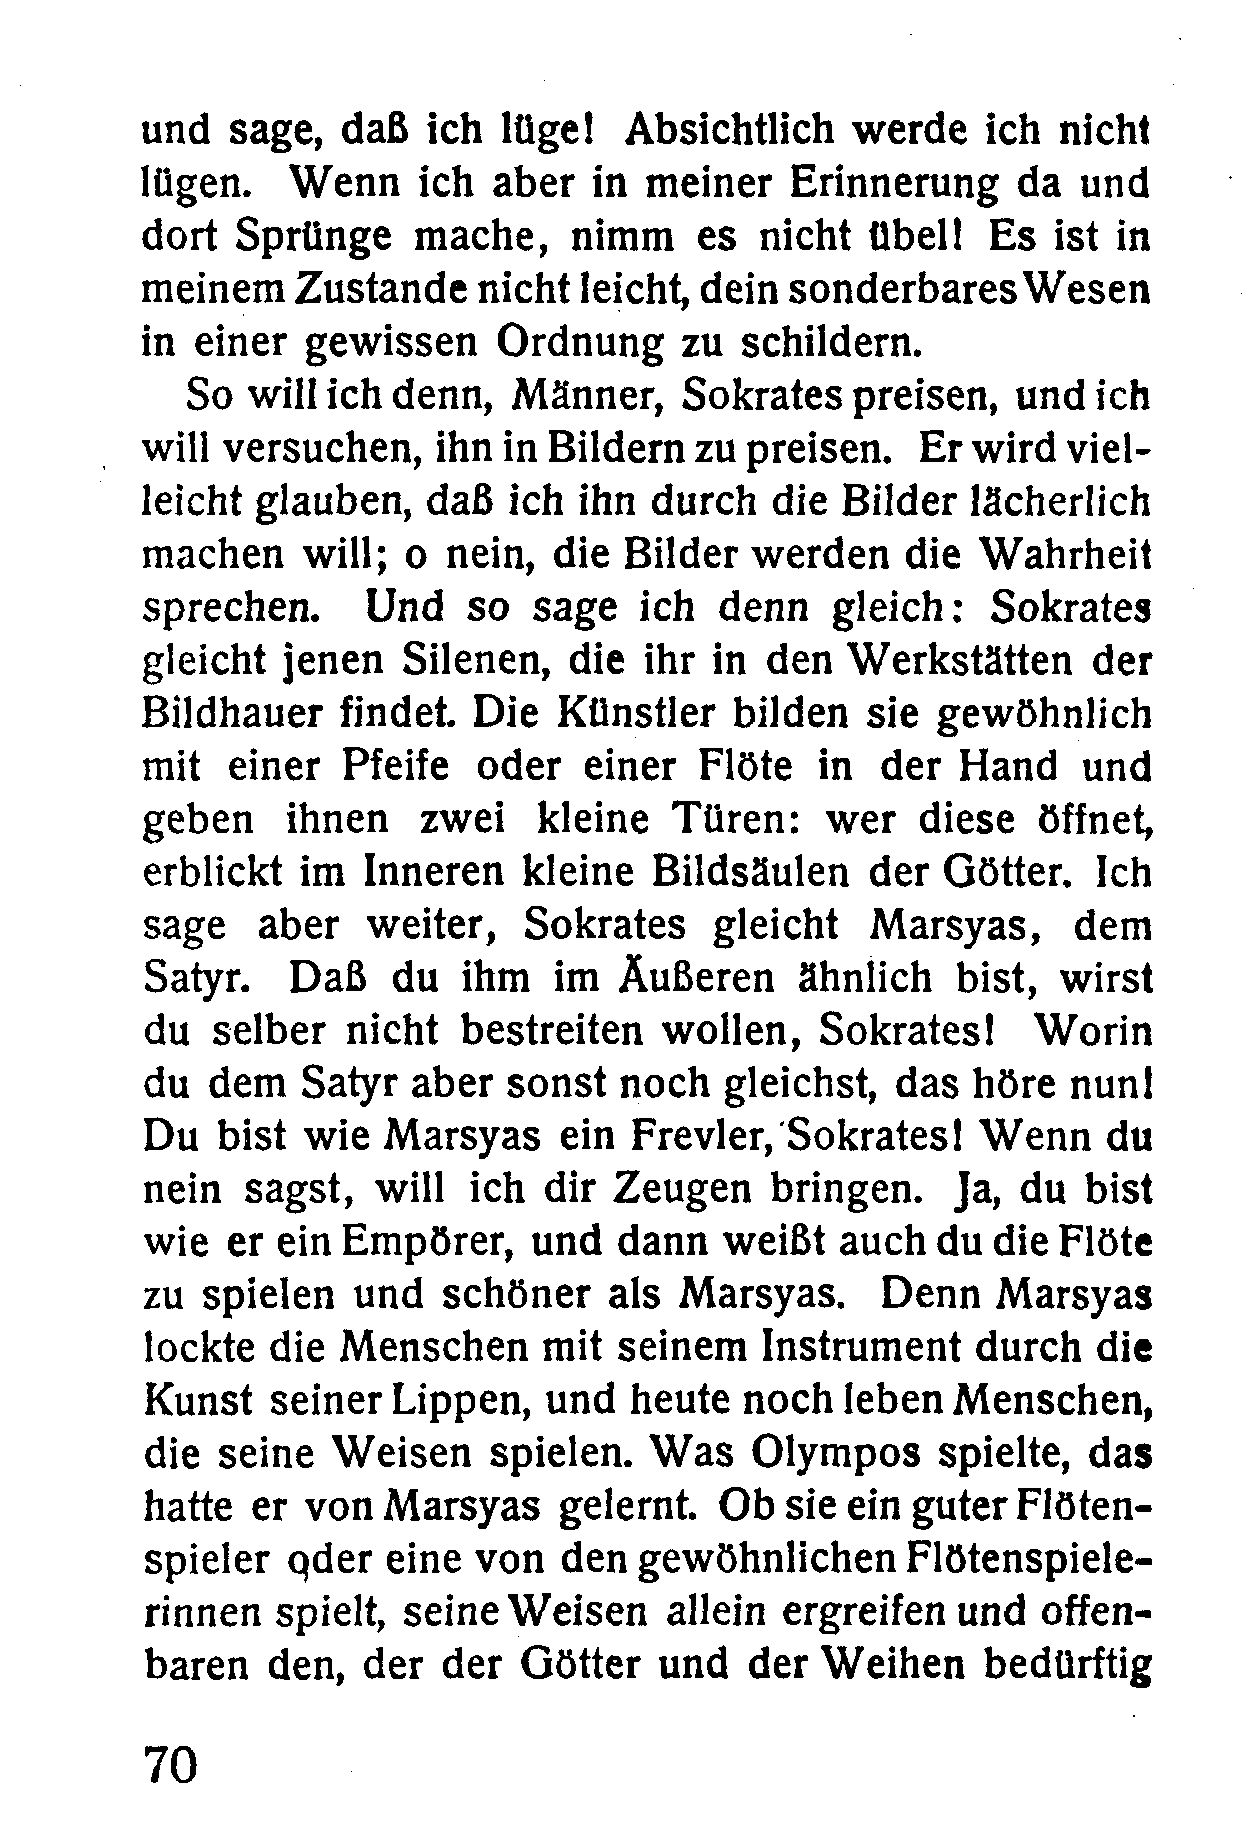 und sage, daß ich lüge! Absichtlich werde ich nicht
lügen. Wenn ich aber in meiner Erinnerung da und
dort Sprünge mache, nimm es nicht übel! Es ist in
meinem Zustande nicht leicht, dein sonderbares Wesen
in einer gewissen Ordnung zu schildern.
So will ich denn, Männer, Sokrates preisen, und ich
will versuchen, ihn in Bildern zu preisen. Er wird viel-
leicht glauben, daß ich ihn durch die Bilder lächerlich
machen will; o nein, die Bilder werden die Wahrheit
sprechen. Und so sage ich denn gleich: Sokrates
gleicht jenen Silenen, die ihr in den Werkstätten der
Bildhauer findet. Die Künstler bilden sie gewöhnlich
mit einer Pfeife oder einer Flöte in der Hand und
geben ihnen zwei kleine Türen: wer diese öffnet,
erblickt im Inneren kleine Bildsäulen der Götter. Ich
sage aber weiter, Sokrates gleicht Marsyas, dem
Satyr. Daß du ihm im Äußeren ähnlich bist, wirst
du selber nicht bestreiten wollen, Sokrates! Worin
du dem Satyr aber sonst noch gleichst, das höre nun!
Du bist wie Marsyas ein Frevler, Sokrates! Wenn du
nein sagst, will ich dir Zeugen bringen. Ja, du bist
wie er ein Empörer, und dann weißt auch du die Flöte
zu spielen und schöner als Marsyas. Denn Marsyas
lockte die Menschen mit seinem Instrument durch die
Kunst seiner Lippen, und heute noch leben Menschen,
die seine Weisen spielen. Was Olympos spielte, das
hatte er von Marsyas gelernt. Ob sie ein guter Flöten-
spieler oder eine von den gewöhnlichen Flötenspiele-
rinnen spielt, seine Weisen allein ergreifen und offen-
baren den, der der Götter und der Weihen bedürftig
70